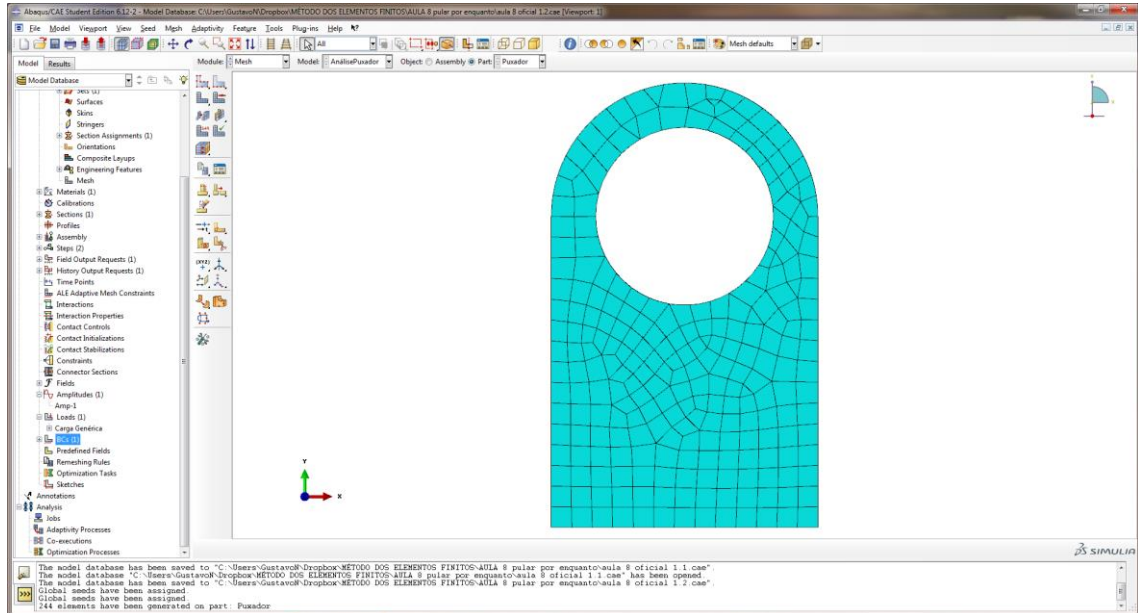 Abaqus/CAE Student Edition 6.12-2 - Model Database: C:\Users\GustavoN\Dropbox\MÉTODO DOS ELEMENTOS FINITOS\AULA 8 pular por enquanto\aula 8 oficial 1.2.cae [Viewport: 1]
File Model Viewport View Seed Mesh Adaptivity Feature Tools Plug-ins Help
All Mesh defaults
Model Results Module: Mesh Model: AnálisePuxador Object: Assembly Part: Puxador
Model Database
Sets (1)
Surfaces
Skins
Stringers
Section Assignments (1)
Orientations
Composite Layups
Engineering Features
Mesh
Materials (1)
Calibrations
Sections (1)
Profiles
Assembly
Steps (2)
Field Output Requests (1)
History Output Requests (1)
Time Points
ALE Adaptive Mesh Constraints
Interactions
Interaction Properties
Contact Controls
Contact Initializations
Contact Stabilizations
Constraints
Connector Sections
Fields
Amplitudes (1)
Amp-1
Loads (1)
Carga Genérica
BCs (1)
Predefined Fields
Remeshing Rules
Optimization Tasks
Sketches
Annotations
Analysis
Jobs
Adaptivity Processes
Co-executions
Optimization Processes
Y
X
SIMULIA
The model database has been saved to "C:\Users\GustavoN\Dropbox\MÉTODO DOS ELEMENTOS FINITOS\AULA 8 pular por enquanto\aula 8 oficial 1.1.cae".
The model database "C:\Users\GustavoN\Dropbox\MÉTODO DOS ELEMENTOS FINITOS\AULA 8 pular por enquanto\aula 8 oficial 1.1.cae" has been opened.
The model database has been saved to "C:\Users\GustavoN\Dropbox\MÉTODO DOS ELEMENTOS FINITOS\AULA 8 pular por enquanto\aula 8 oficial 1.2.cae".
Global seeds have been assigned.
Global seeds have been assigned.
244 elements have been generated on part: Puxador